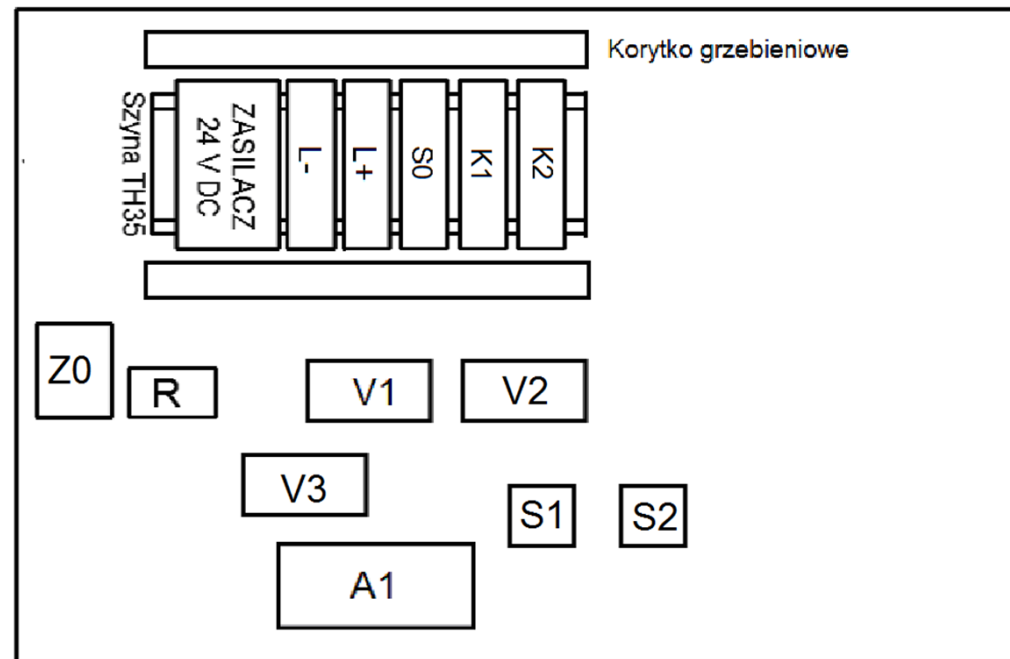 Korytko grzebieniowe
Szyna TH35
ZASILACZ
24 V DC
L-
L+
S0
K1
K2
Z0
R
V1
V2
V3
S1
S2
A1